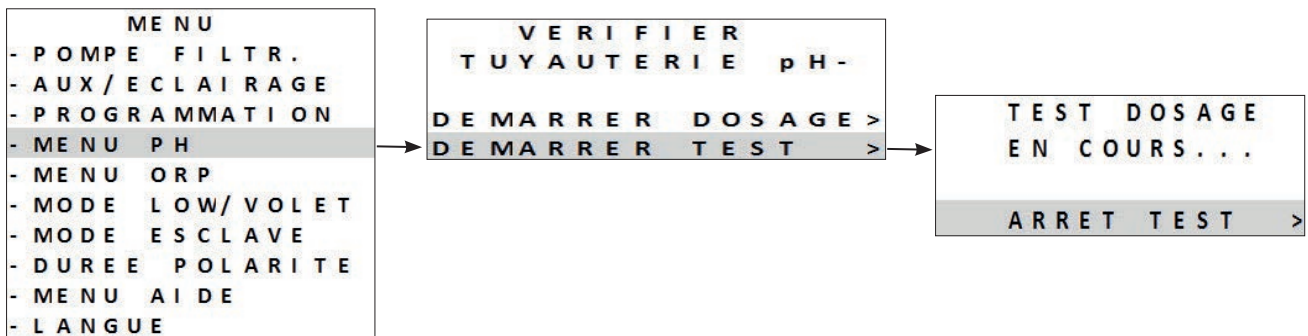 MENU
- POMPE FILTR.
- AUX/ECLAIRAGE
- PROGRAMMATION
- MENU PH
- MENU ORP
- MODE LOW/VOLET
- MODE ESCLAVE
- DUREE POLARITE
- MENU AIDE
- LANGUE
VERIFIER
TUYAUTERIE pH-
DEMARRER DOSAGE >
DEMARRER TEST >
TEST DOSAGE
EN COURS...
ARRET TEST >